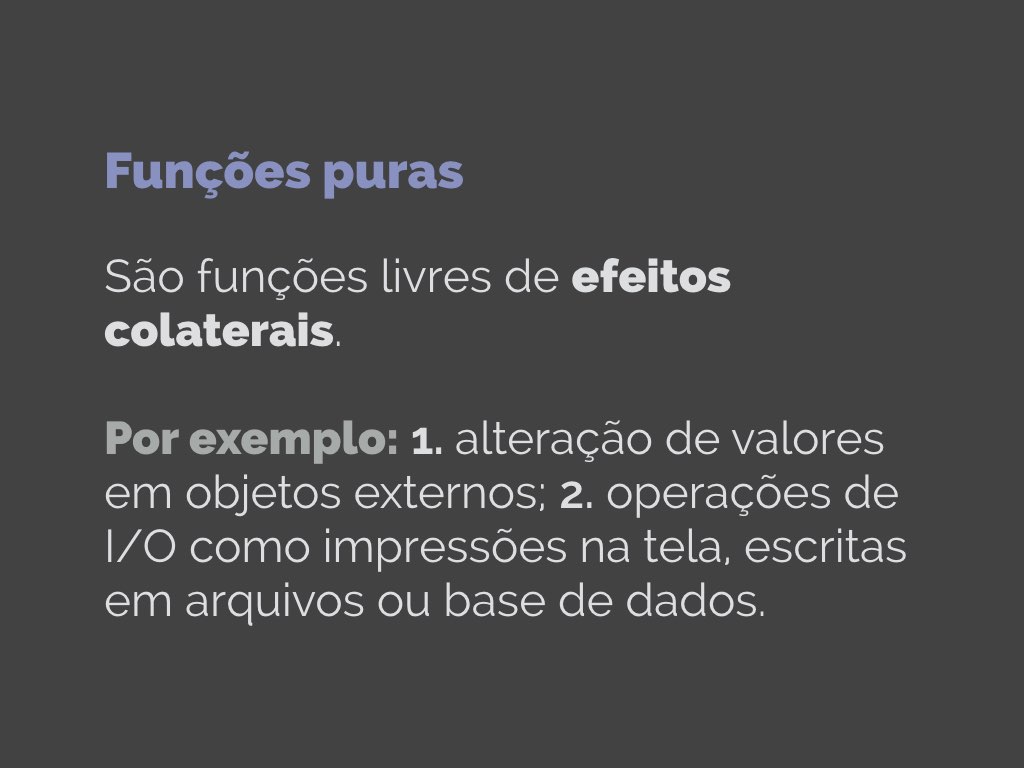 Funções puras
São funções livres de efeitos
colaterais.
Por exemplo: 1. alteração de valores
em objetos externos; 2. operações de
I/O como impressões na tela, escritas
em arquivos ou base de dados.